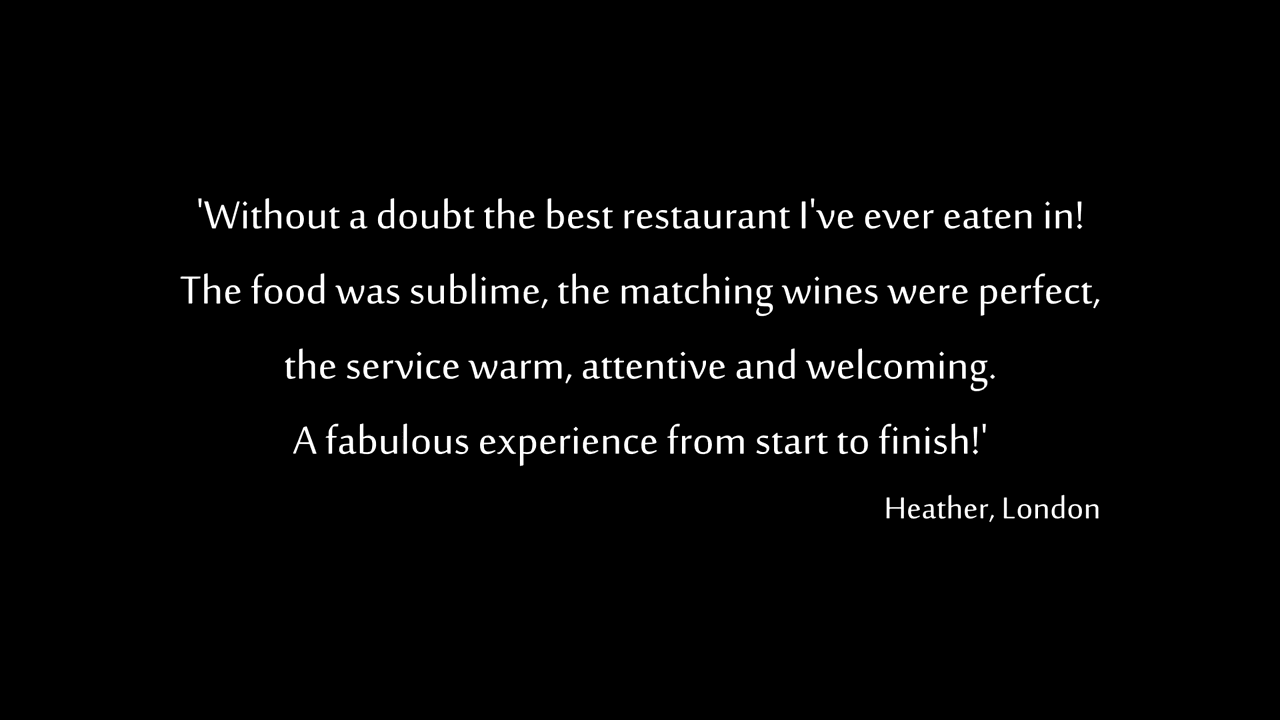 'Without a doubt the best restaurant I've ever eaten in!
The food was sublime, the matching wines were perfect,
the service warm, attentive and welcoming.
A fabulous experience from start to finish!'
Heather, London